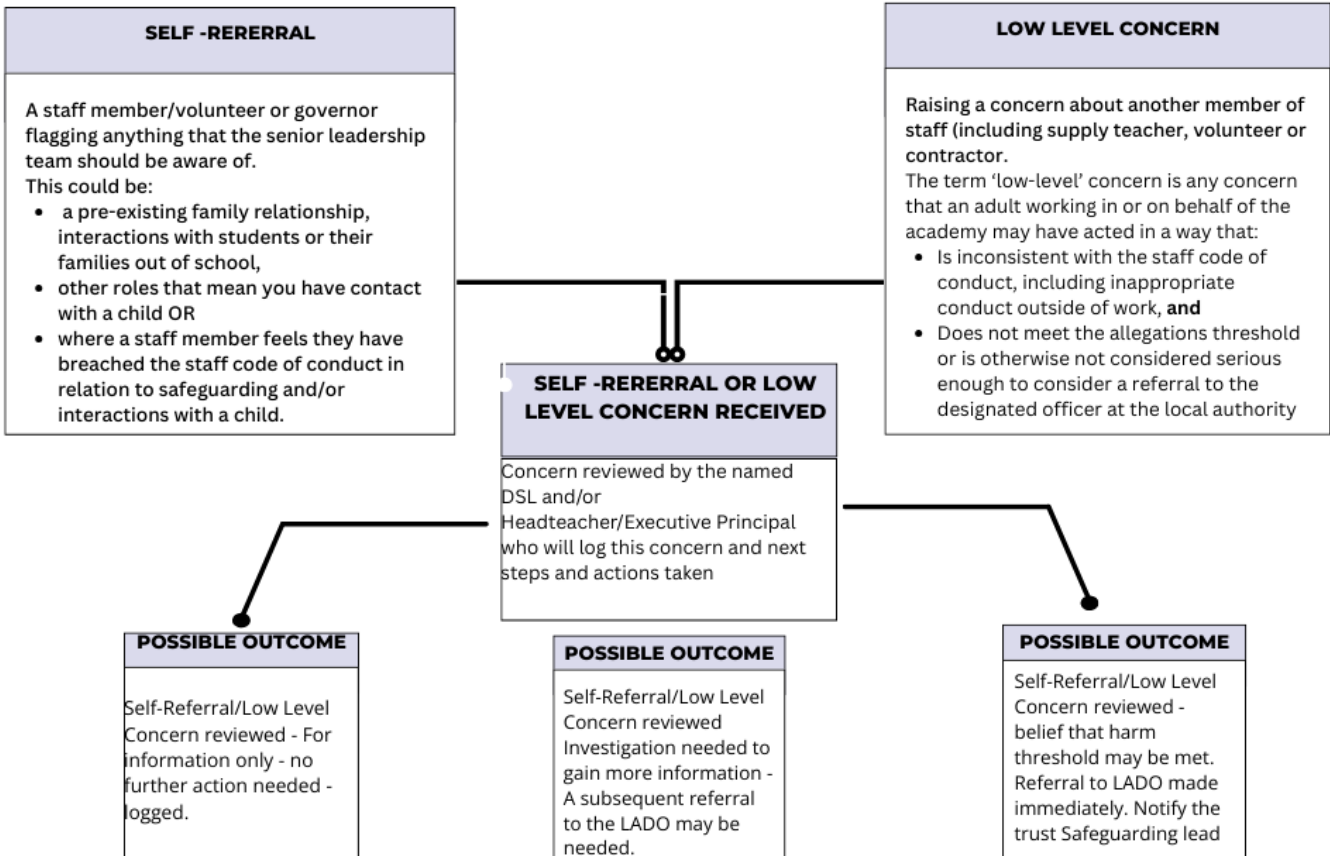 SELF -RERERRAL
A staff member/volunteer or governor
flagging anything that the senior leadership
team should be aware of.
This could be:
• a pre-existing family relationship,
interactions with students or their
families out of school,
• other roles that mean you have contact
with a child OR
• where a staff member feels they have
breached the staff code of conduct in
relation to safeguarding and/or
interactions with a child.
LOW LEVEL CONCERN
Raising a concern about another member of
staff (including supply teacher, volunteer or
contractor.
The term ‘low-level’ concern is any concern
that an adult working in or on behalf of the
academy may have acted in a way that:
• Is inconsistent with the staff code of
conduct, including inappropriate
conduct outside of work, and
• Does not meet the allegations threshold
or is otherwise not considered serious
enough to consider a referral to the
designated officer at the local authority
SELF -RERERRAL OR LOW
LEVEL CONCERN RECEIVED
Concern reviewed by the named
DSL and/or
Headteacher/Executive Principal
who will log this concern and next
steps and actions taken
POSSIBLE OUTCOME
Self-Referral/Low Level
Concern reviewed - For
information only - no
further action needed -
logged.
POSSIBLE OUTCOME
Self-Referral/Low Level
Concern reviewed
Investigation needed to
gain more information -
A subsequent referral
to the LADO may be
needed.
POSSIBLE OUTCOME
Self-Referral/Low Level
Concern reviewed -
belief that harm
threshold may be met.
Referral to LADO made
immediately. Notify the
trust Safeguarding lead